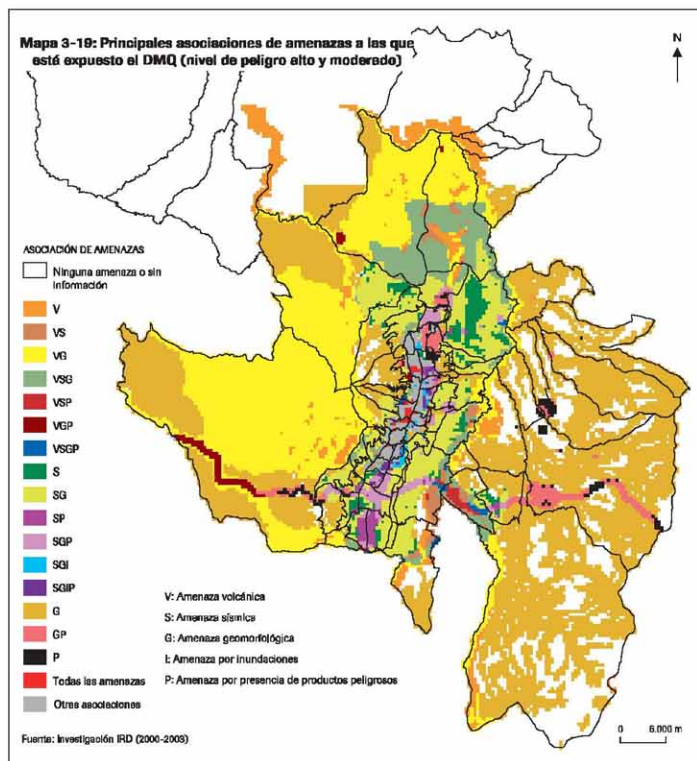 Mapa 3-19: Principales asociaciones de amenazas a las que
está expuesto el DMQ (nivel de peligro alto y moderado)
N
ASOCIACIÓN DE AMENAZAS
Ninguna amenaza o sin
información
V
VS
VG
VSG
VSP
VGP
VSGP
S
SG
SP
SGP
SGI
SGIP
G
GP
P
Todas las amenazas
Otras asociaciones
V: Amenaza volcánica
S: Amenaza sísmica
G: Amenaza geomorfológica
I: Amenaza por inundaciones
P: Amenaza por presencia de productos peligrosos
0 6.000 m
Fuente: Investigación IRD (2000-2003)